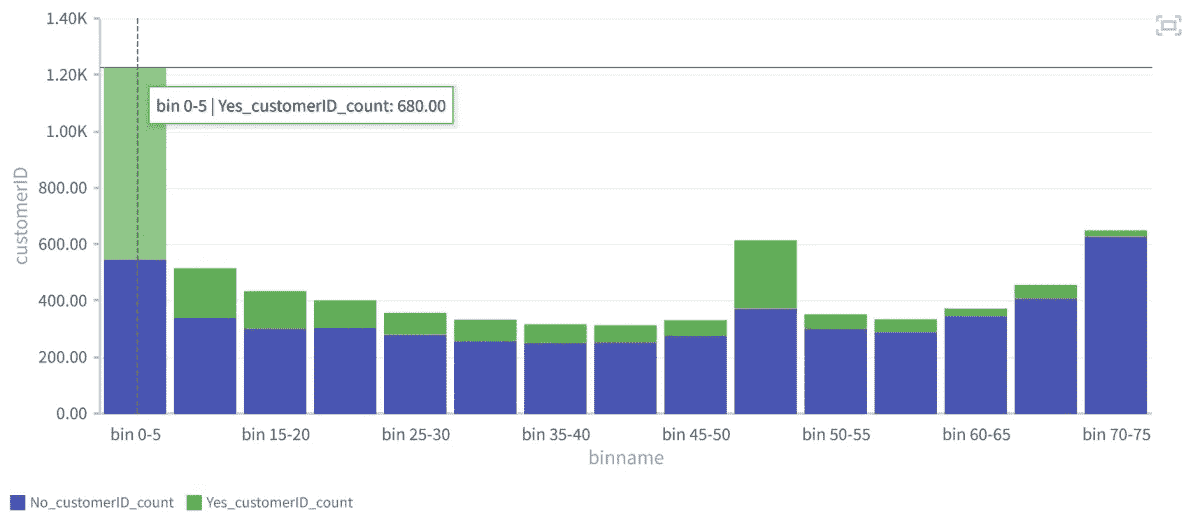 1.40K
1.20K
bin 0-5 | Yes_customerID_count: 680.00
1.00K
800.00
customerID
600.00
400.00
200.00
0.00
bin 0-5 bin 15-20 bin 25-30 bin 35-40 bin 45-50 bin 50-55 bin 60-65 bin 70-75
binname
No_customerID_count Yes_customerID_count